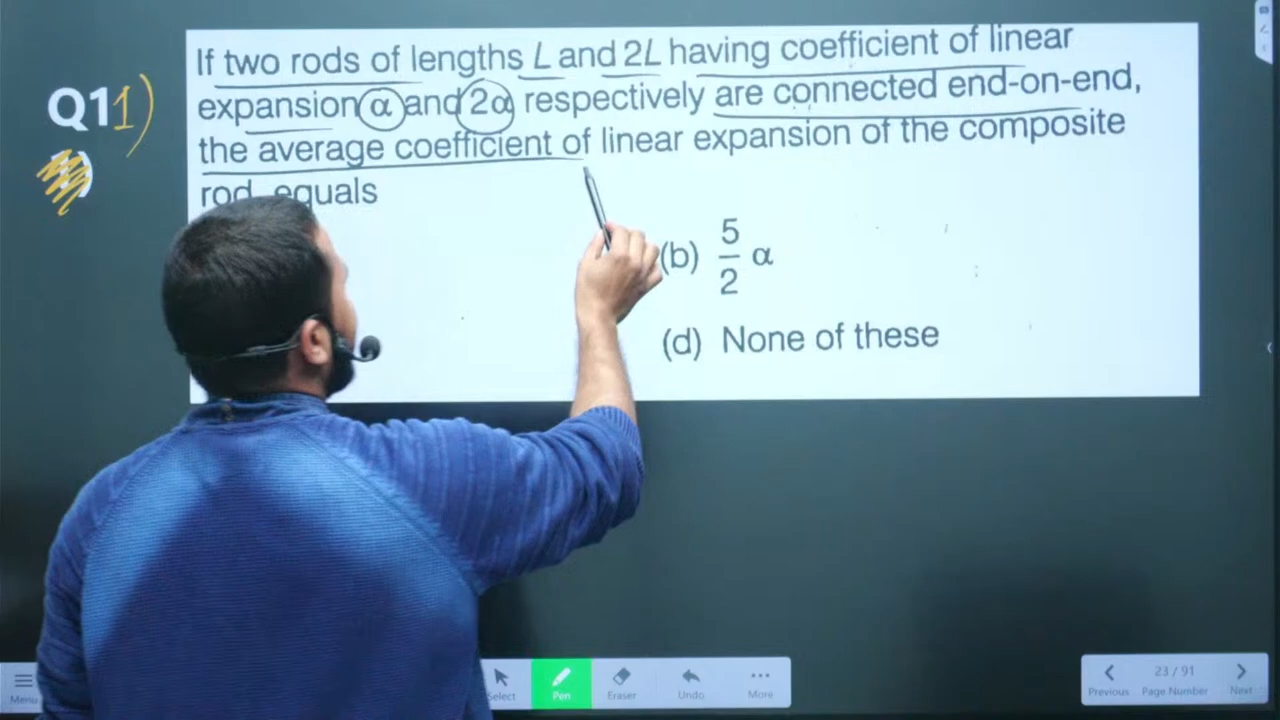 If two rods of lengths L and 2L having coefficient of linear
Q11) expansion α and 2α respectively are connected end-on-end,
the average coefficient of linear expansion of the composite
rod equals
(b) 5/2 α
(d) None of these
Menu Select Pen Eraser Undo More
Previous 23 / 91 Page Number Next